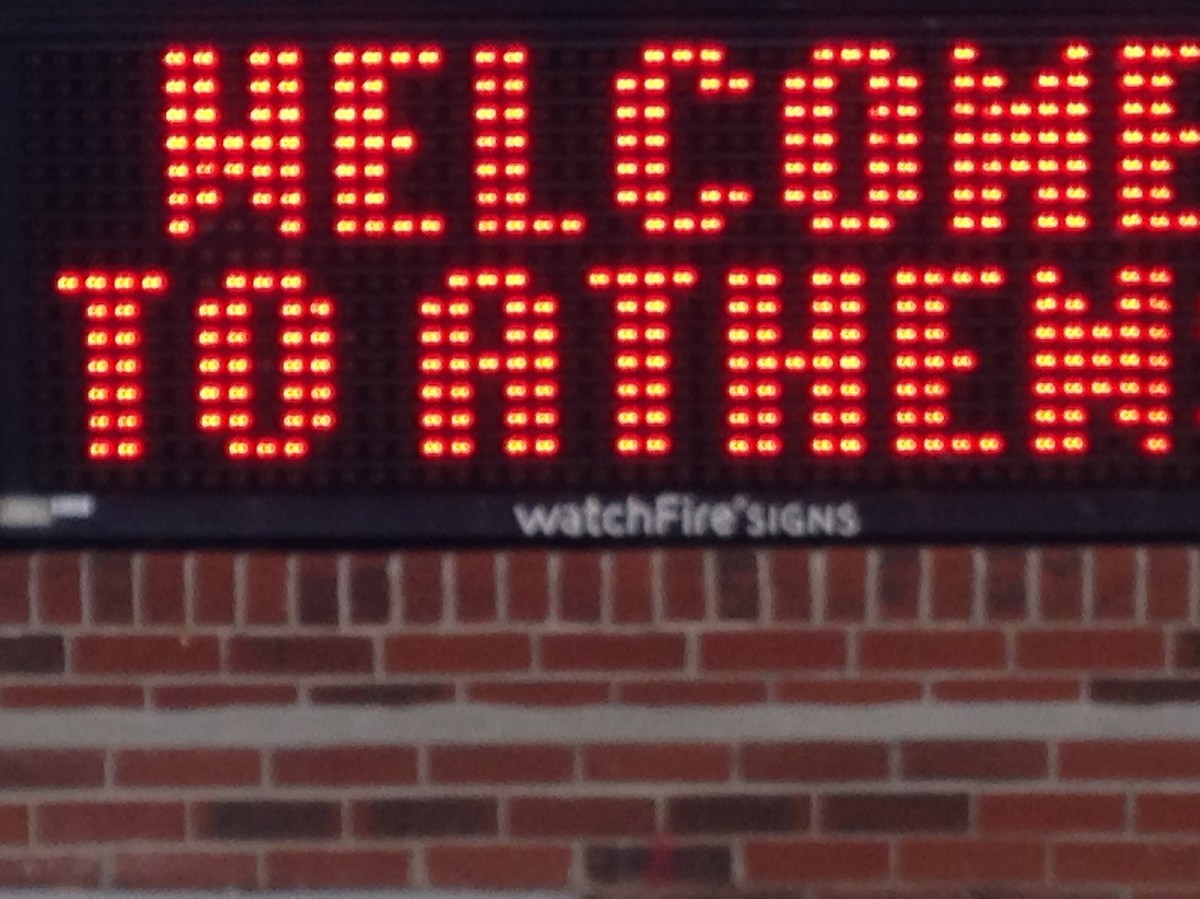 WELCOME
TO ATHEN
watchFire SIGNS